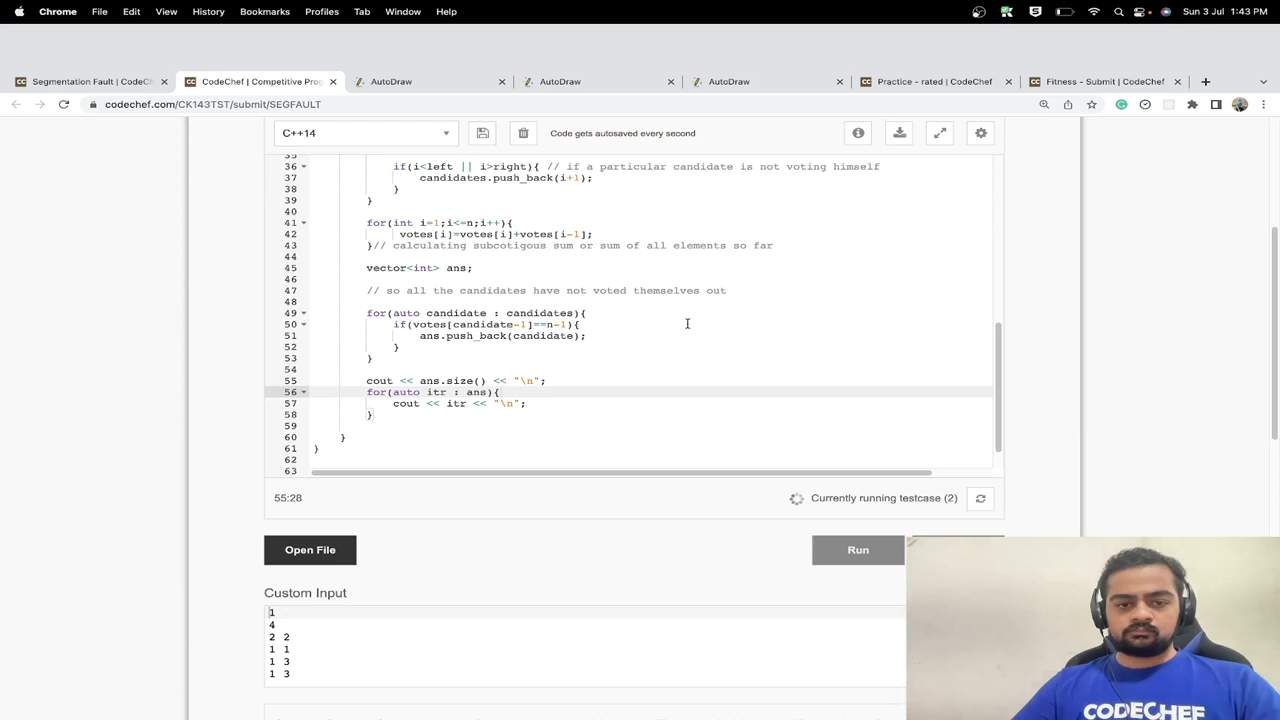 Chrome File Edit View History Bookmarks Profiles Tab Window Help Sun 3 Jul 1:43 PM
CC Segmentation Fault | CodeCh CC CodeChef | Competitive Pro AutoDraw AutoDraw AutoDraw CC Practice - rated | CodeChef CC Fitness - Submit | CodeChef
codechef.com/CK143TST/submit/SEGFAULT
C++14 Code gets autosaved every second
35
36 if(i<left || i>right){ // if a particular candidate is not voting himself
37 candidates.push_back(i+1);
38 }
39 }
40
41 for(int i=1;i<=n;i++){
42 votes[i]=votes[i]+votes[i-1];
43 }// calculating subcotigous sum or sum of all elements so far
44
45 vector<int> ans;
46
47 // so all the candidates have not voted themselves out
48
49 for(auto candidate : candidates){
50 if(votes[candidate-1]==n-1){
51 ans.push_back(candidate);
52 }
53 }
54
55 cout << ans.size() << "\n";
56 for(auto itr : ans){
57 cout << itr << "\n";
58 }
59
60 }
61 }
62
63
55:28 Currently running testcase (2)
Open File Run
Custom Input
1
4
2 2
1 1
1 3
1 3
CODECHEF